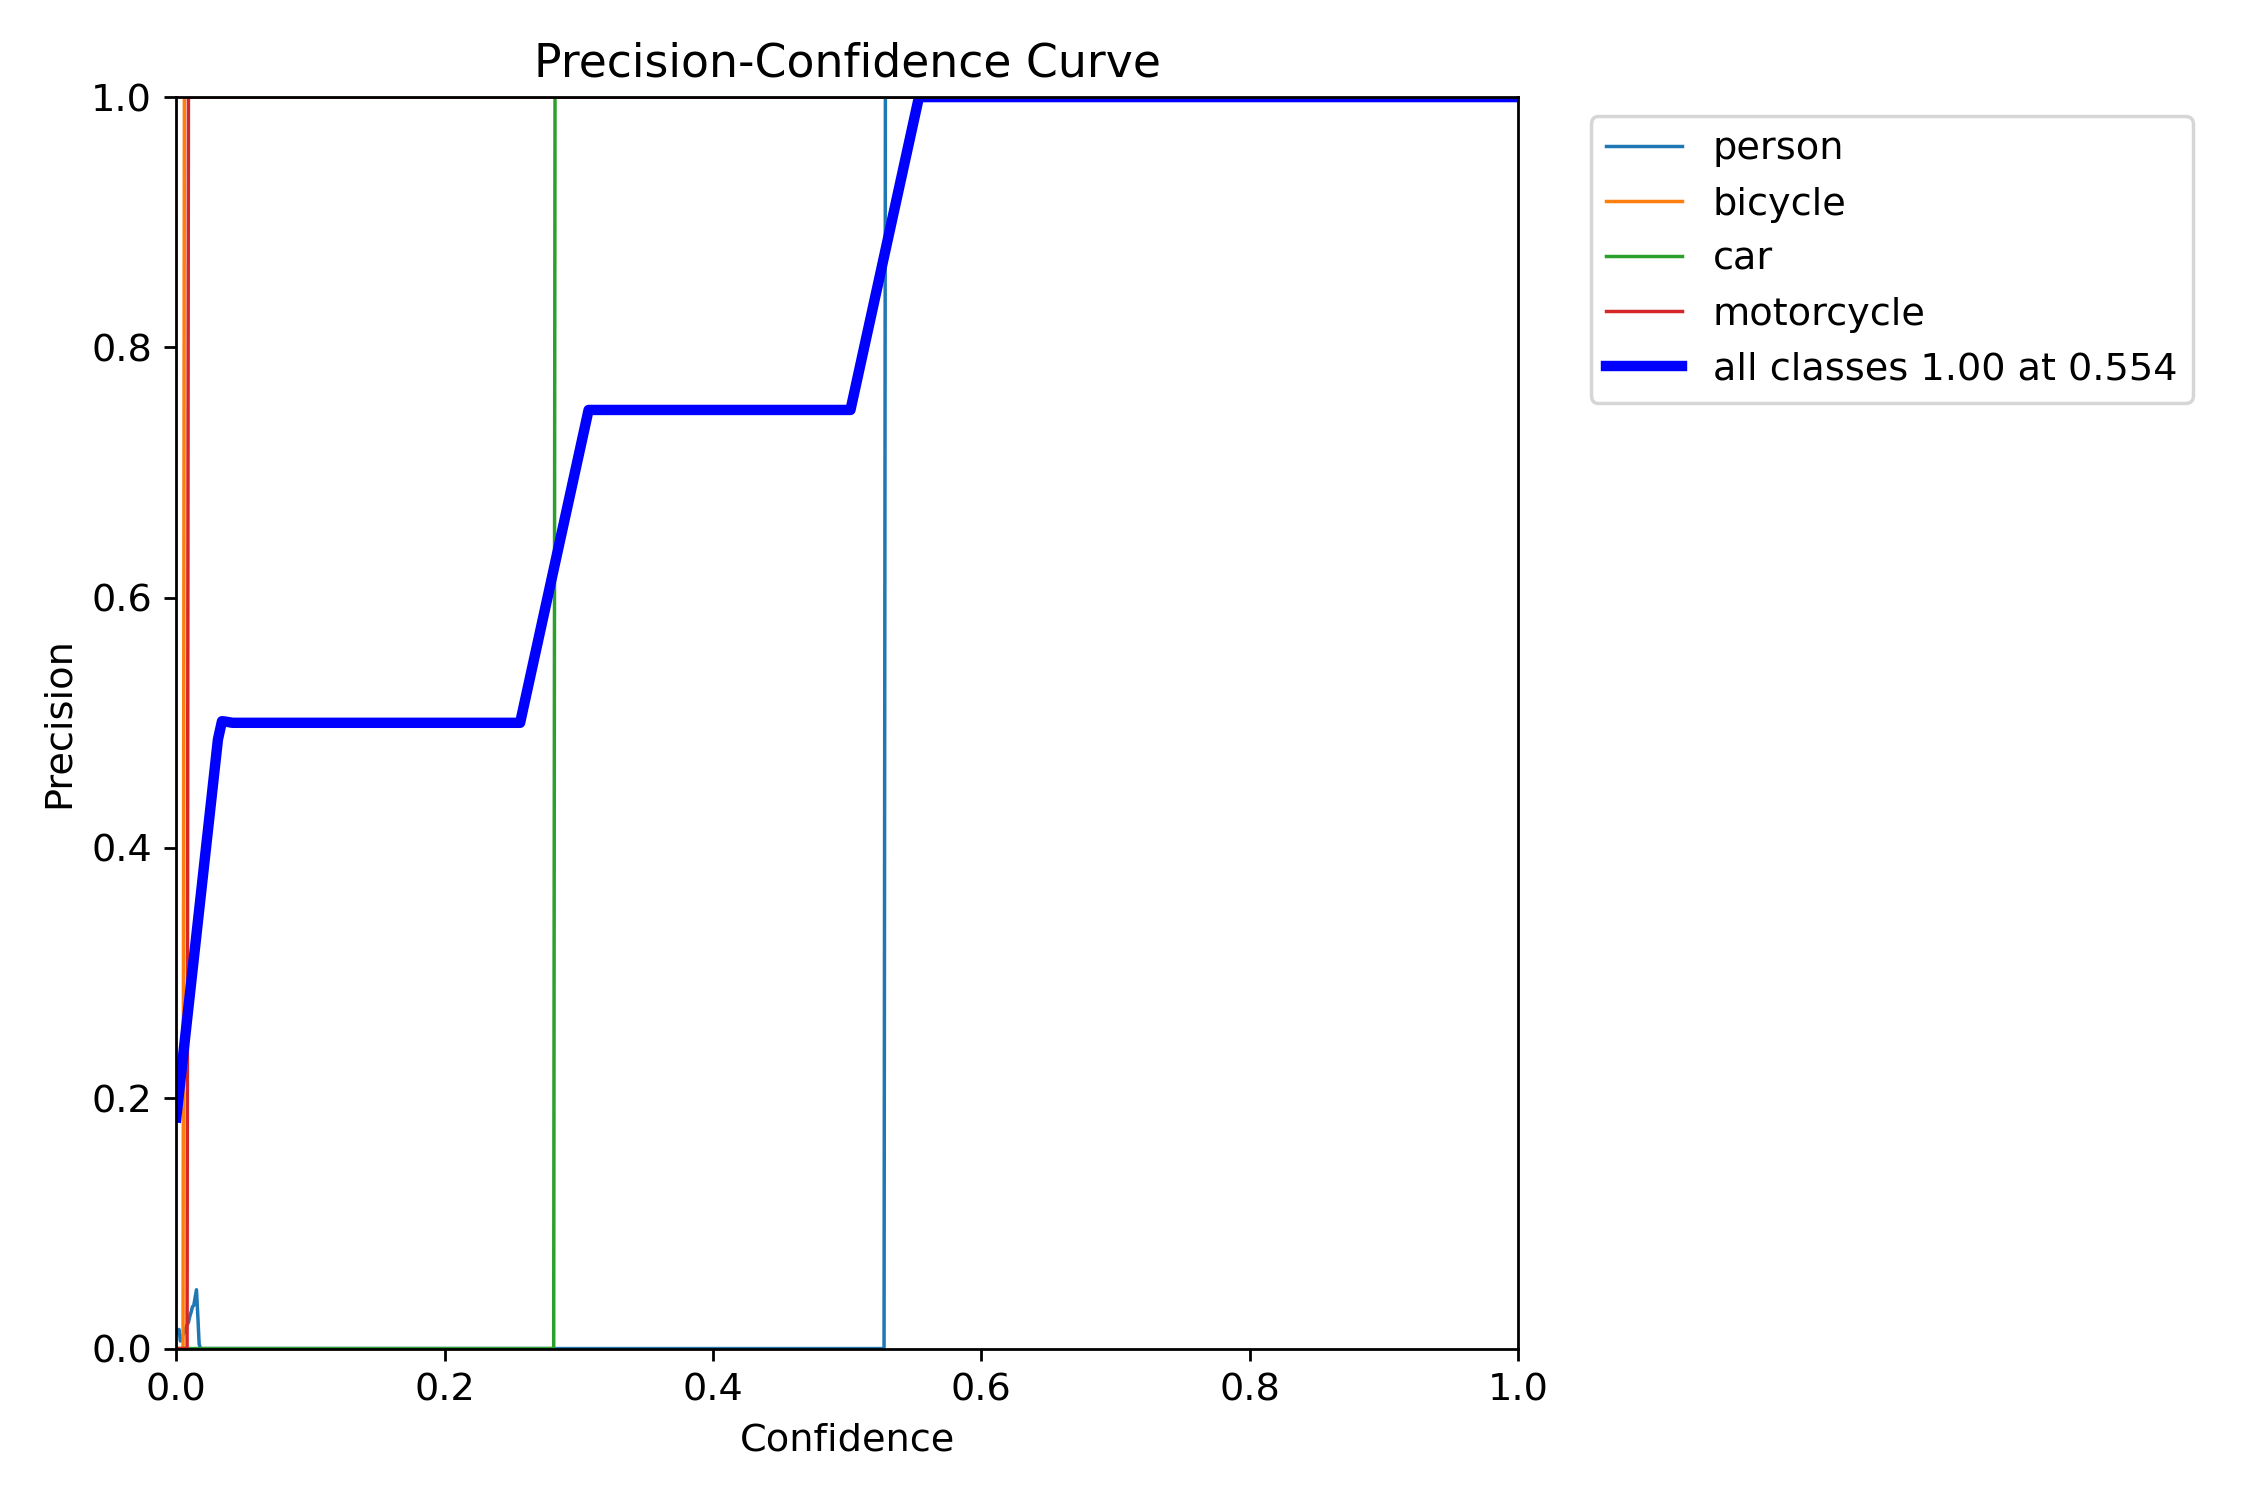 Precision-Confidence Curve
1.0
0.8
0.6
0.4
0.2
0.0
Precision
0.0 0.2 0.4 0.6 0.8 1.0
Confidence
person
bicycle
car
motorcycle
all classes 1.00 at 0.554